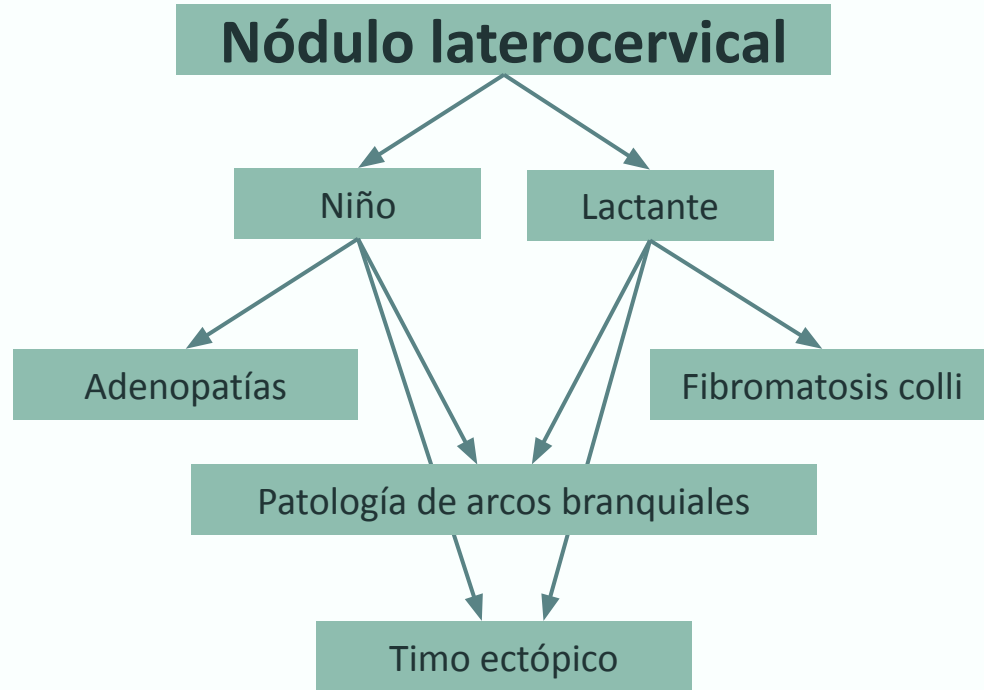 Nódulo laterocervical
Niño
Lactante
Adenopatías
Fibromatosis colli
Patología de arcos branquiales
Timo ectópico